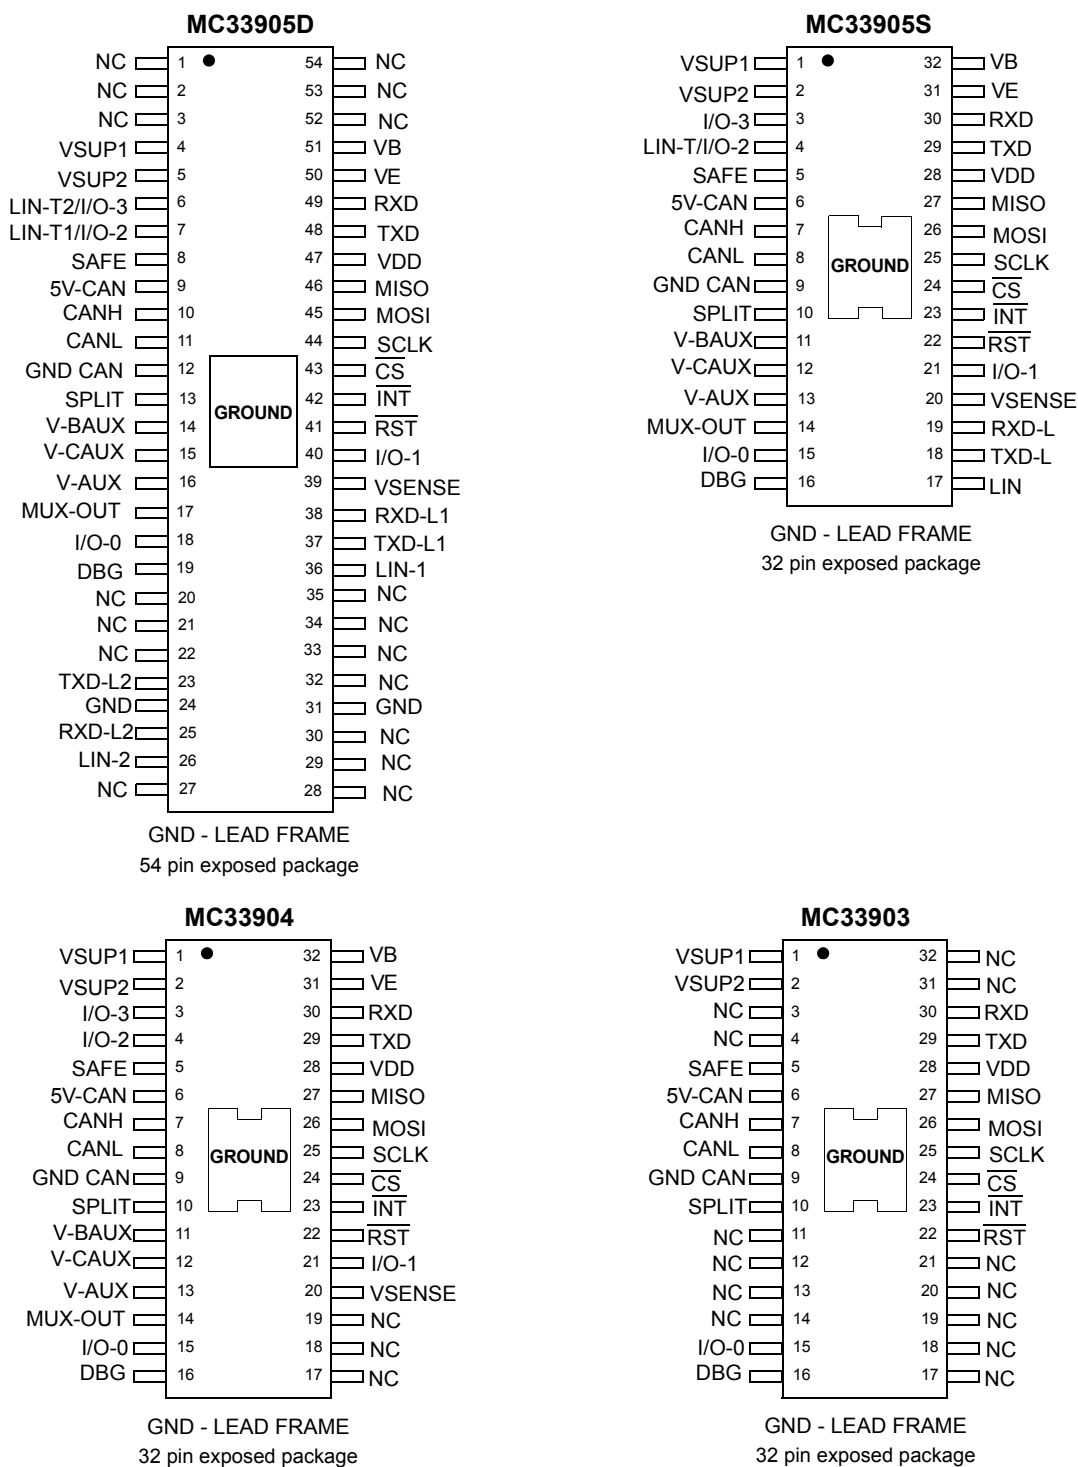 MC33905D
NC 1 54 NC
NC 2 53 NC
NC 3 52 NC
VSUP1 4 51 VB
VSUP2 5 50 VE
LIN-T2/I/O-3 6 49 RXD
LIN-T1/I/O-2 7 48 TXD
SAFE 8 47 VDD
5V-CAN 9 46 MISO
CANH 10 45 MOSI
CANL 11 44 SCLK
GND CAN 12 43 CS
SPLIT 13 42 INT
GROUND
V-BAUX 14 41 RST
V-CAUX 15 40 I/O-1
V-AUX 16 39 VSENSE
MUX-OUT 17 38 RXD-L1
I/O-0 18 37 TXD-L1
DBG 19 36 LIN-1
NC 20 35 NC
NC 21 34 NC
NC 22 33 NC
TXD-L2 23 32 NC
GND 24 31 GND
RXD-L2 25 30 NC
LIN-2 26 29 NC
NC 27 28 NC
GND - LEAD FRAME
54 pin exposed package
MC33905S
VSUP1 1 32 VB
VSUP2 2 31 VE
I/O-3 3 30 RXD
LIN-T/I/O-2 4 29 TXD
SAFE 5 28 VDD
5V-CAN 6 27 MISO
CANH 7 26 MOSI
CANL 8 25 SCLK
GROUND
GND CAN 9 24 CS
SPLIT 10 23 INT
V-BAUX 11 22 RST
V-CAUX 12 21 I/O-1
V-AUX 13 20 VSENSE
MUX-OUT 14 19 RXD-L
I/O-0 15 18 TXD-L
DBG 16 17 LIN
GND - LEAD FRAME
32 pin exposed package
MC33904
VSUP1 1 32 VB
VSUP2 2 31 VE
I/O-3 3 30 RXD
I/O-2 4 29 TXD
SAFE 5 28 VDD
5V-CAN 6 27 MISO
CANH 7 26 MOSI
CANL 8 25 SCLK
GROUND
GND CAN 9 24 CS
SPLIT 10 23 INT
V-BAUX 11 22 RST
V-CAUX 12 21 I/O-1
V-AUX 13 20 VSENSE
MUX-OUT 14 19 NC
I/O-0 15 18 NC
DBG 16 17 NC
GND - LEAD FRAME
32 pin exposed package
MC33903
VSUP1 1 32 NC
VSUP2 2 31 NC
NC 3 30 RXD
NC 4 29 TXD
SAFE 5 28 VDD
5V-CAN 6 27 MISO
CANH 7 26 MOSI
CANL 8 25 SCLK
GROUND
GND CAN 9 24 CS
SPLIT 10 23 INT
NC 11 22 RST
NC 12 21 NC
NC 13 20 NC
NC 14 19 NC
I/O-0 15 18 NC
DBG 16 17 NC
GND - LEAD FRAME
32 pin exposed package